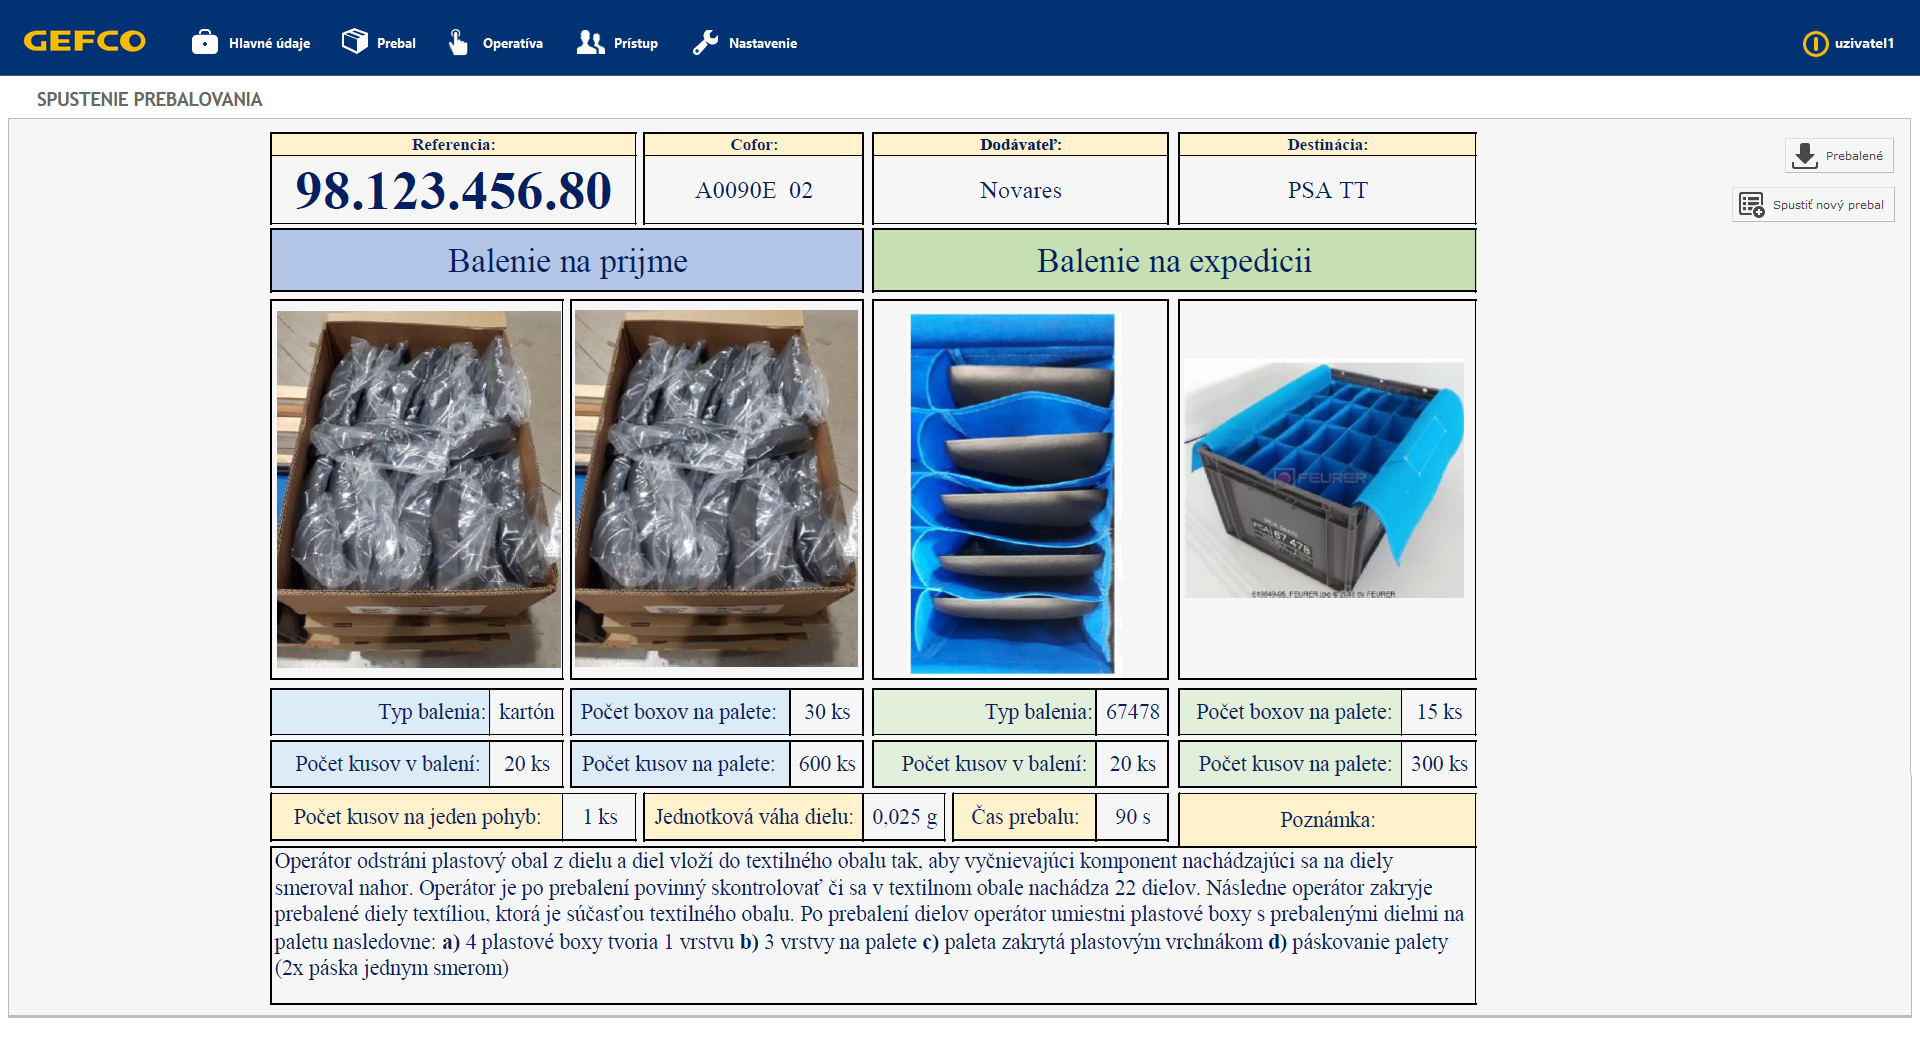 GEFCO
Hlavné údaje
Prebal
Operatíva
Prístup
Nastavenie
uzivatel1
SPUSTENIE PREBALOVANIA
Referencia:
98.123.456.80
Cofor:
A0090E 02
Dodávateľ:
Novares
Destinácia:
PSA TT
Prebalené
Spustiť nový prebal
Balenie na prijme
Balenie na expedicii
FEURER
67 478
Typ balenia: kartón
Počet boxov na palete: 30 ks
Typ balenia: 67478
Počet boxov na palete: 15 ks
Počet kusov v balení: 20 ks
Počet kusov na palete: 600 ks
Počet kusov v balení: 20 ks
Počet kusov na palete: 300 ks
Počet kusov na jeden pohyb: 1 ks
Jednotková váha dielu: 0,025 g
Čas prebalu: 90 s
Poznámka:
Operátor odstráni plastový obal z dielu a diel vloží do textilného obalu tak, aby vyčnievajúci komponent nachádzajúci sa na diely
smeroval nahor. Operátor je po prebalení povinný skontrolovať či sa v textilnom obale nachádza 22 dielov. Následne operátor zakryje
prebalené diely textíliou, ktorá je súčasťou textilného obalu. Po prebalení dielov operátor umiestni plastové boxy s prebalenými dielmi na
paletu nasledovne: a) 4 plastové boxy tvoria 1 vrstvu b) 3 vrstvy na palete c) paleta zakrytá plastovým vrchnákom d) páskovanie palety
(2x páska jednym smerom)